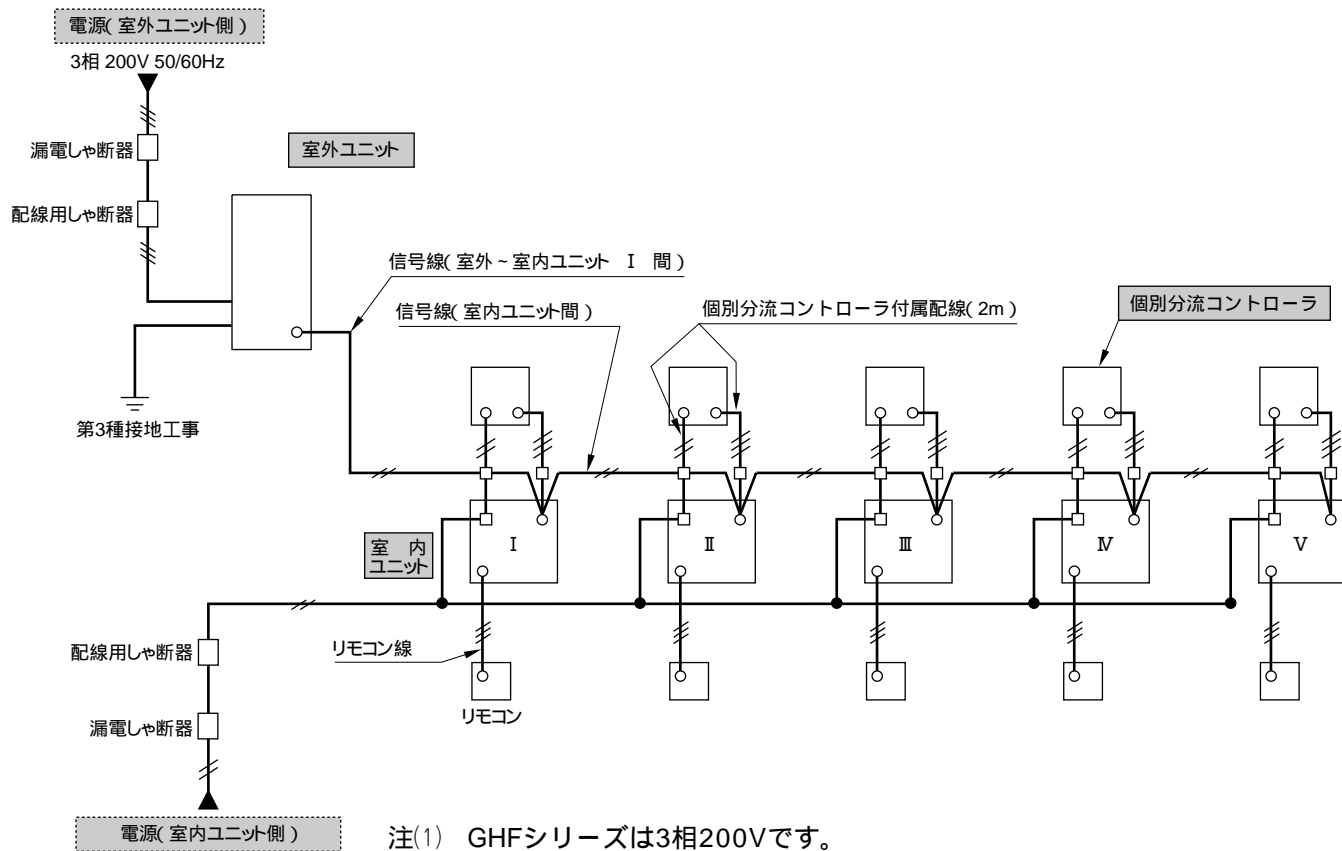 電源(室外ユニット側)
3相 200V 50/60Hz
漏電しゃ断器
室外ユニット
配線用しゃ断器
信号線(室外~室内ユニット Ⅰ 間)
信号線(室内ユニット間)
個別分流コントローラ付属配線(2m)
個別分流コントローラ
第3種接地工事
室 内
ユニット
Ⅰ
Ⅱ
Ⅲ
Ⅳ
Ⅴ
配線用しゃ断器
リモコン線
漏電しゃ断器
リモコン
電源(室内ユニット側)
注⑴ GHFシリーズは3相200Vです。